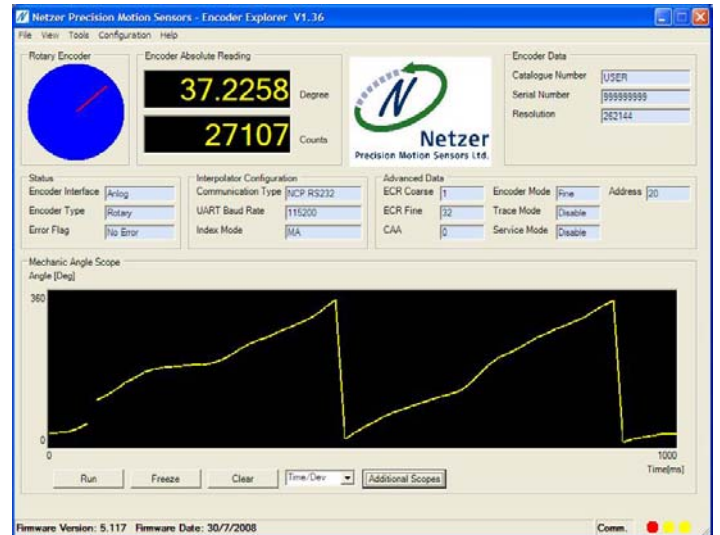 Netzer Precision Motion Sensors - Encoder Explorer V1.36
File View Tools Configuration Help
Rotary Encoder
Encoder Absolute Reading
37.2258 Degree
27107 Counts
N
Netzer
Precision Motion Sensors Ltd.
Encoder Data
Catalogue Number USER
Serial Number 999999999
Resolution 262144
Status
Encoder Interface Anlog
Encoder Type Rotary
Error Flag No Error
Interpolator Configuration
Communication Type NCP RS232
UART Baud Rate 115200
Index Mode MA
Advanced Data
ECR Coarse 1 Encoder Mode Fine Address 20
ECR Fine 32 Trace Mode Disable
CAA 0 Service Mode Disable
Mechanic Angle Scope
Angle [Deg]
360
0
0 1000
Time[ms]
Run Freeze Clear Time/Dev Additional Scopes
Firmware Version: 5.117 Firmware Date: 30/7/2008 Comm.